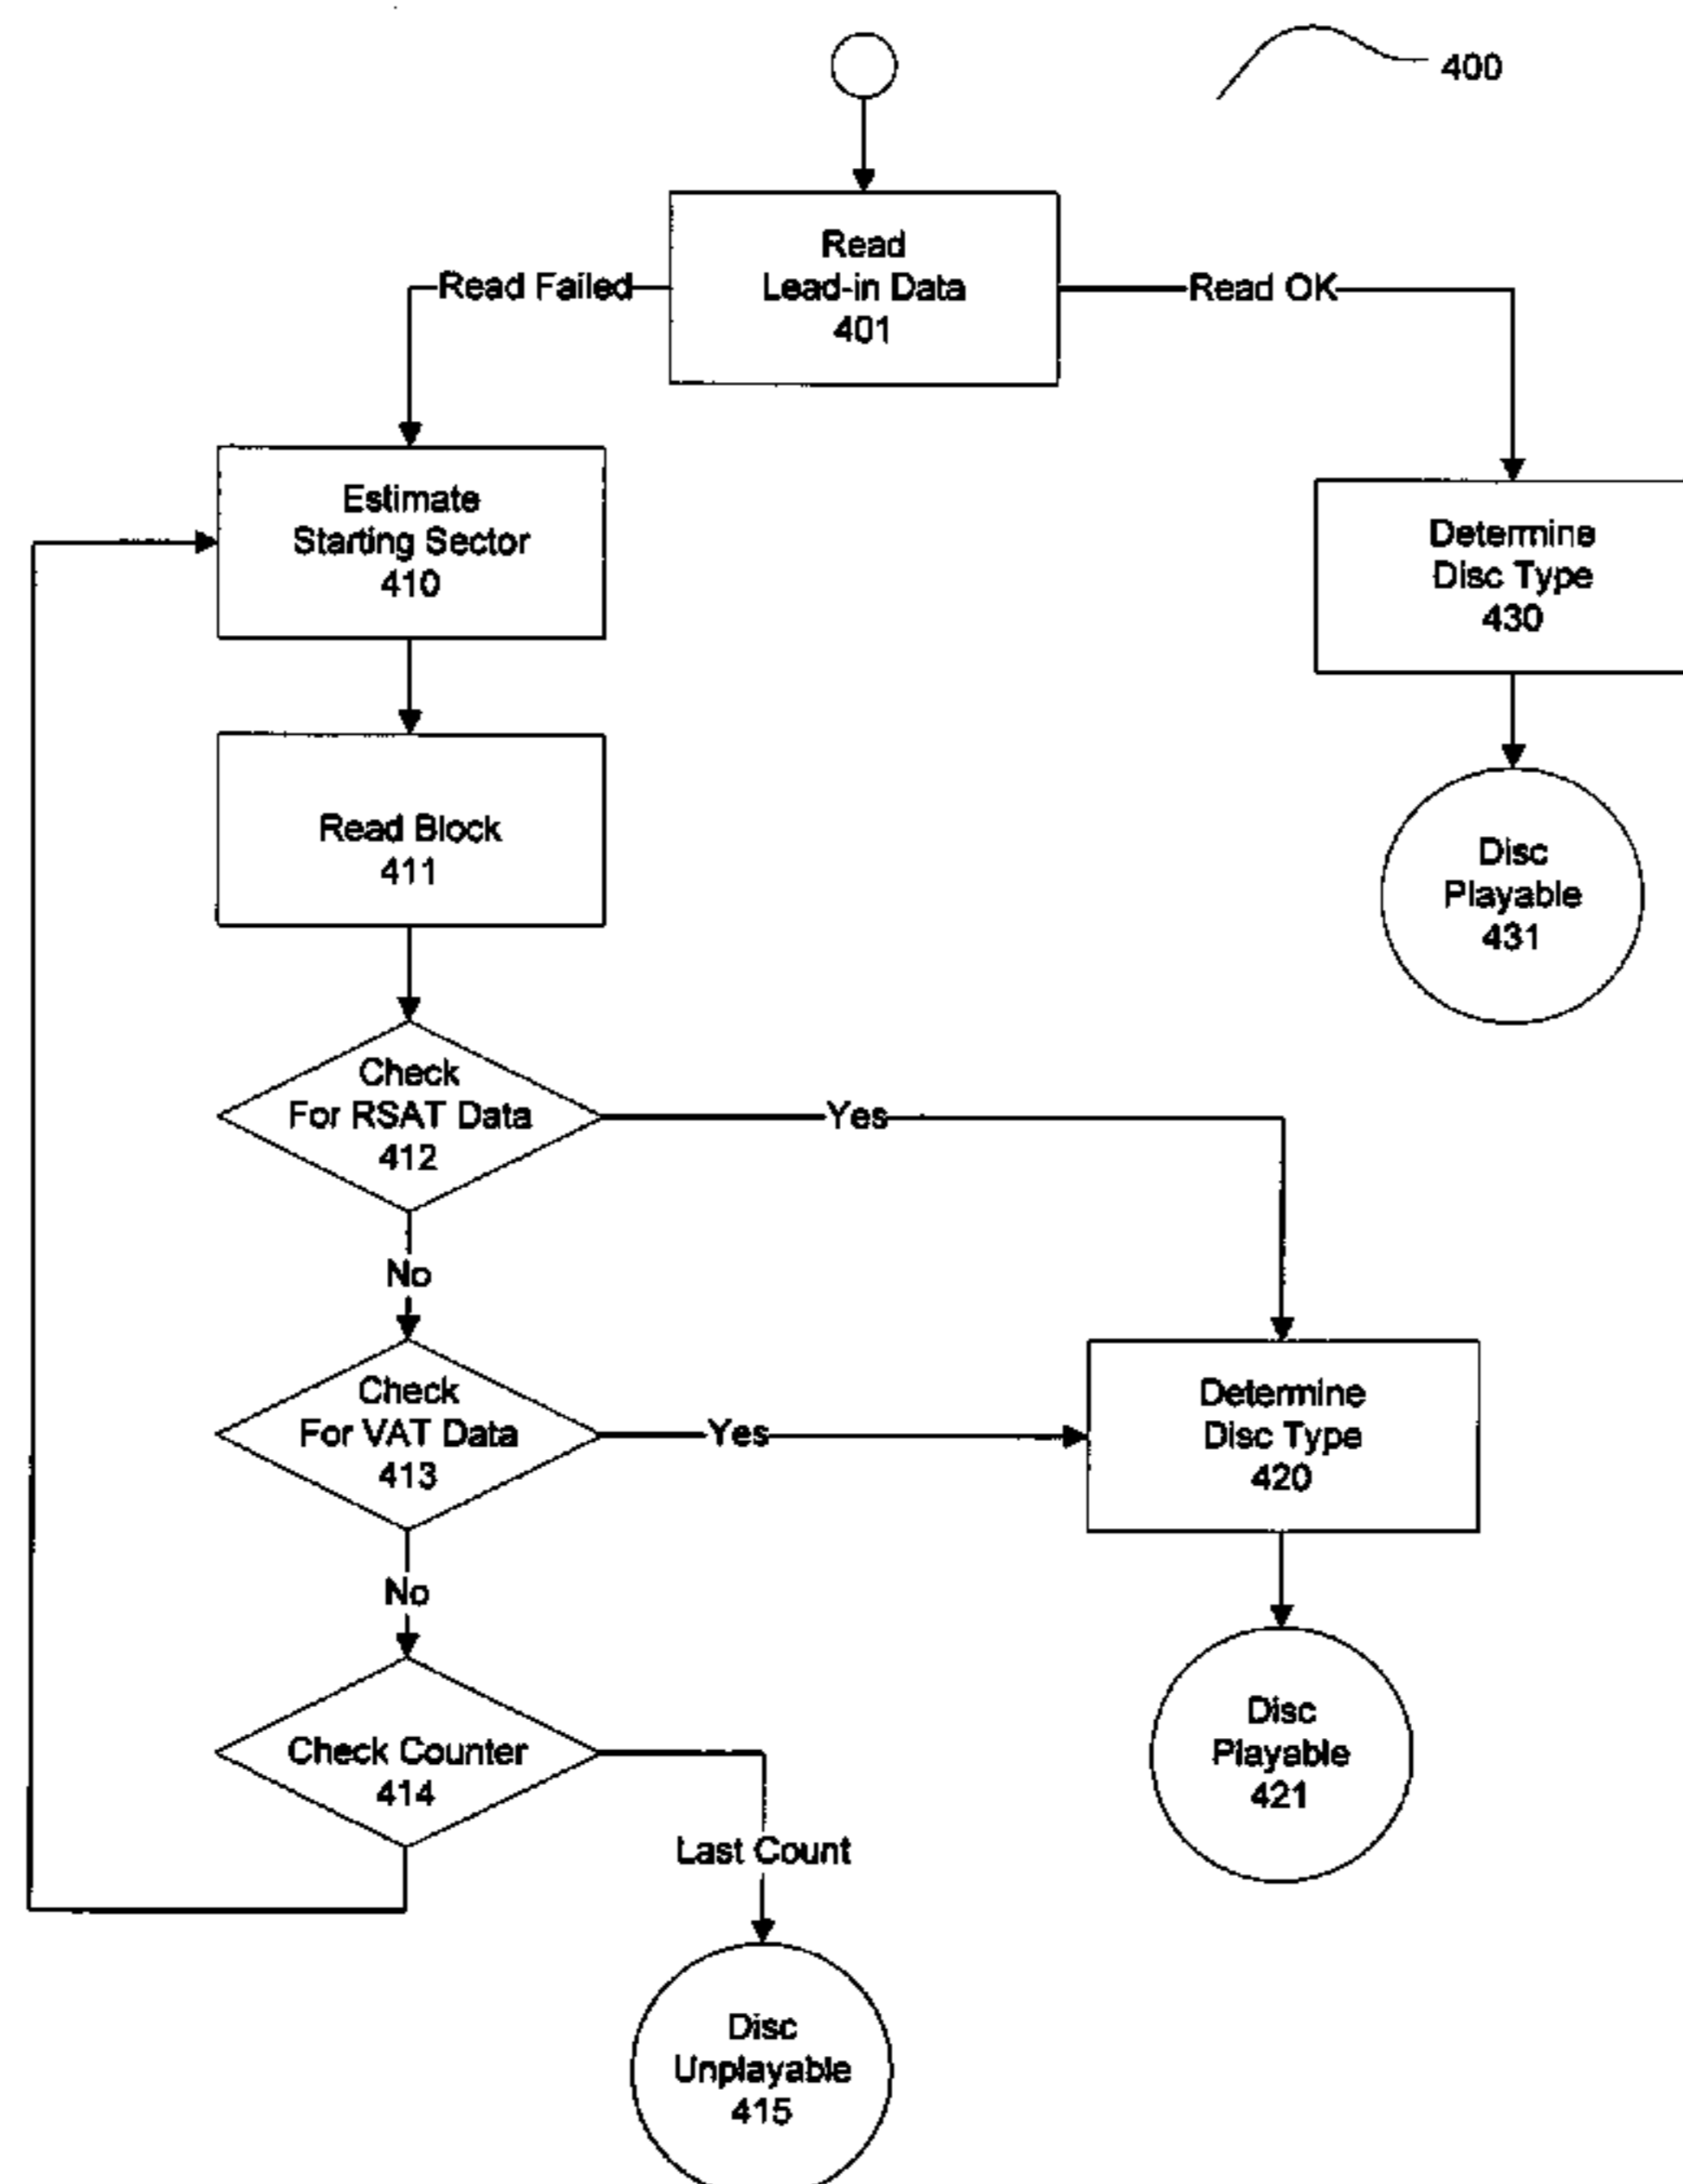 400
Read
Lead-in Data
401
Read Failed
Read OK
Estimate
Starting Sector
410
Determine
Disc Type
430
Read Block
411
Disc
Playable
431
Check
For RSAT Data
412
Yes
No
Check
For VAT Data
413
Yes
Determine
Disc Type
420
No
Check Counter
414
Disc
Playable
421
Last Count
Disc
Unplayable
415